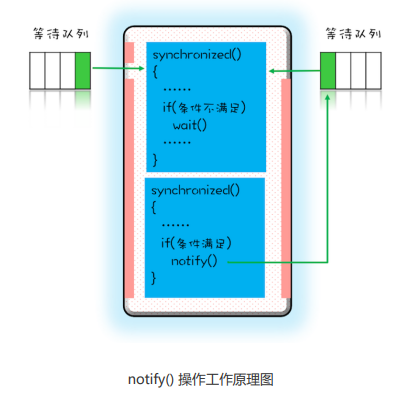 等待队列
等待队列
synchronized()
{
······
if(条件不满足)
wait()
······
}
synchronized()
{
······
if(条件满足)
notify()
}
notify() 操作工作原理图